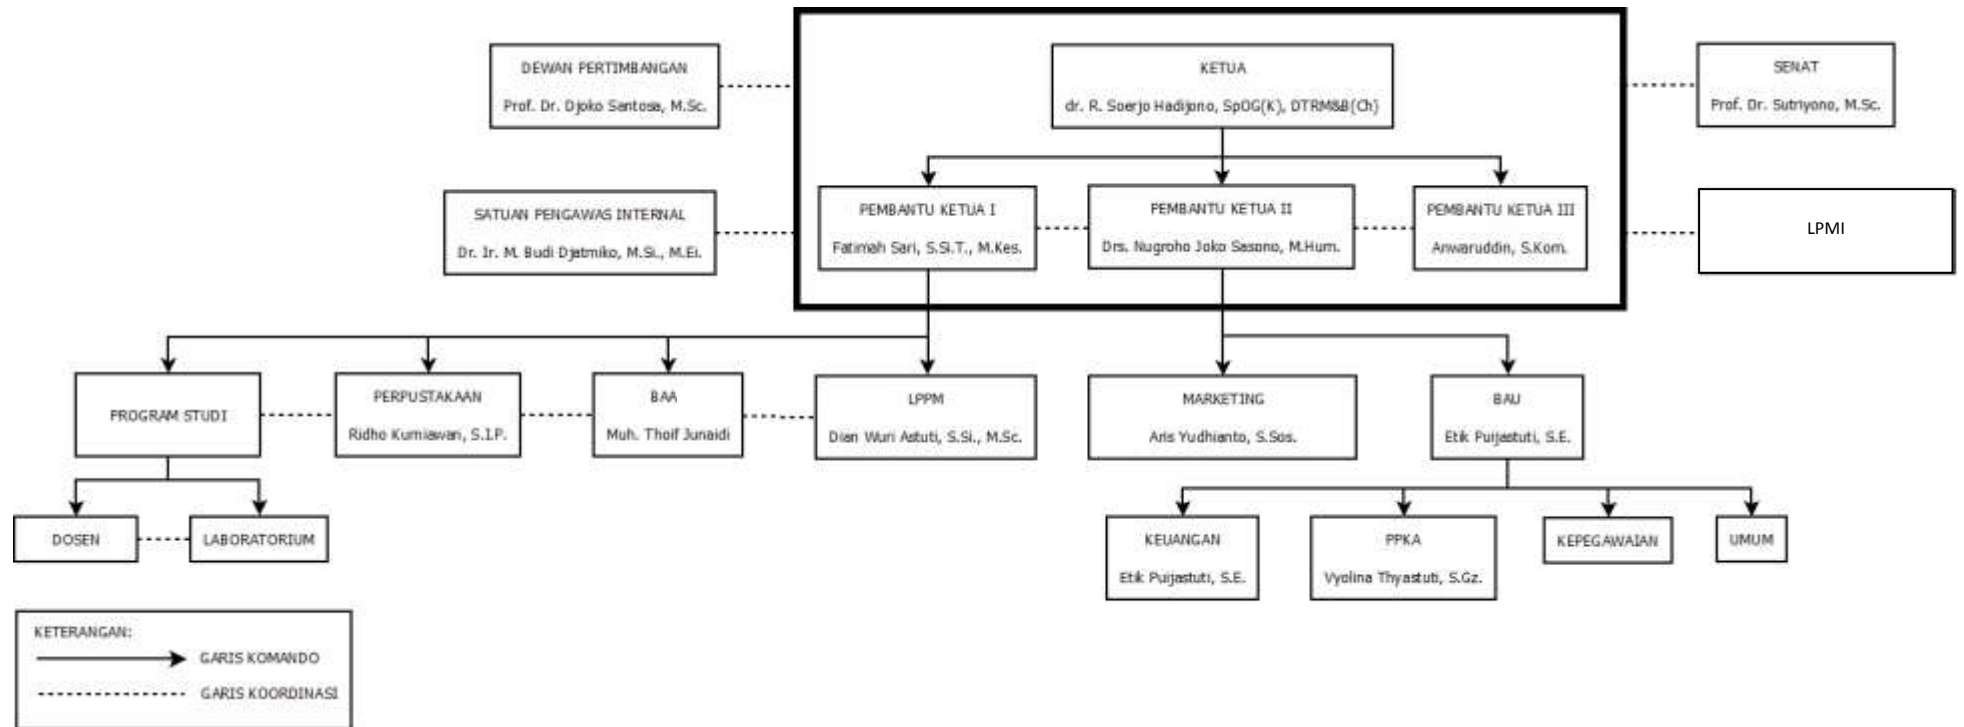 DEWAN PERTIMBANGAN
Prof. Dr. Djoko Santosa, M.Sc.
KETUA
dr. R. Soerjo Hadijono, SpOG(K), DTRM&B(Ch)
SENAT
Prof. Dr. Sutriyono, M.Sc.
SATUAN PENGAWAS INTERNAL
Dr. Ir. M. Budi Djatmiko, M.Si., M.Ei.
PEMBANTU KETUA I
Fatimah Sari, S.Si.T., M.Kes.
PEMBANTU KETUA II
Drs. Nugroho Joko Sasono, M.Hum.
PEMBANTU KETUA III
Anwaruddin, S.Kom.
LPMI
PROGRAM STUDI
PERPUSTAKAAN
Ridho Kurniawan, S.I.P.
BAA
Muh. Thoif Junaidi
LPPM
Dian Wuri Astuti, S.Si., M.Sc.
MARKETING
Aris Yudhianto, S.Sos.
BAU
Etik Puijastuti, S.E.
DOSEN
LABORATORIUM
KEUANGAN
Etik Puijastuti, S.E.
PPKA
Vyolina Thyastuti, S.Gz.
KEPEGAWAIAN
UMUM
KETERANGAN:
GARIS KOMANDO
GARIS KOORDINASI